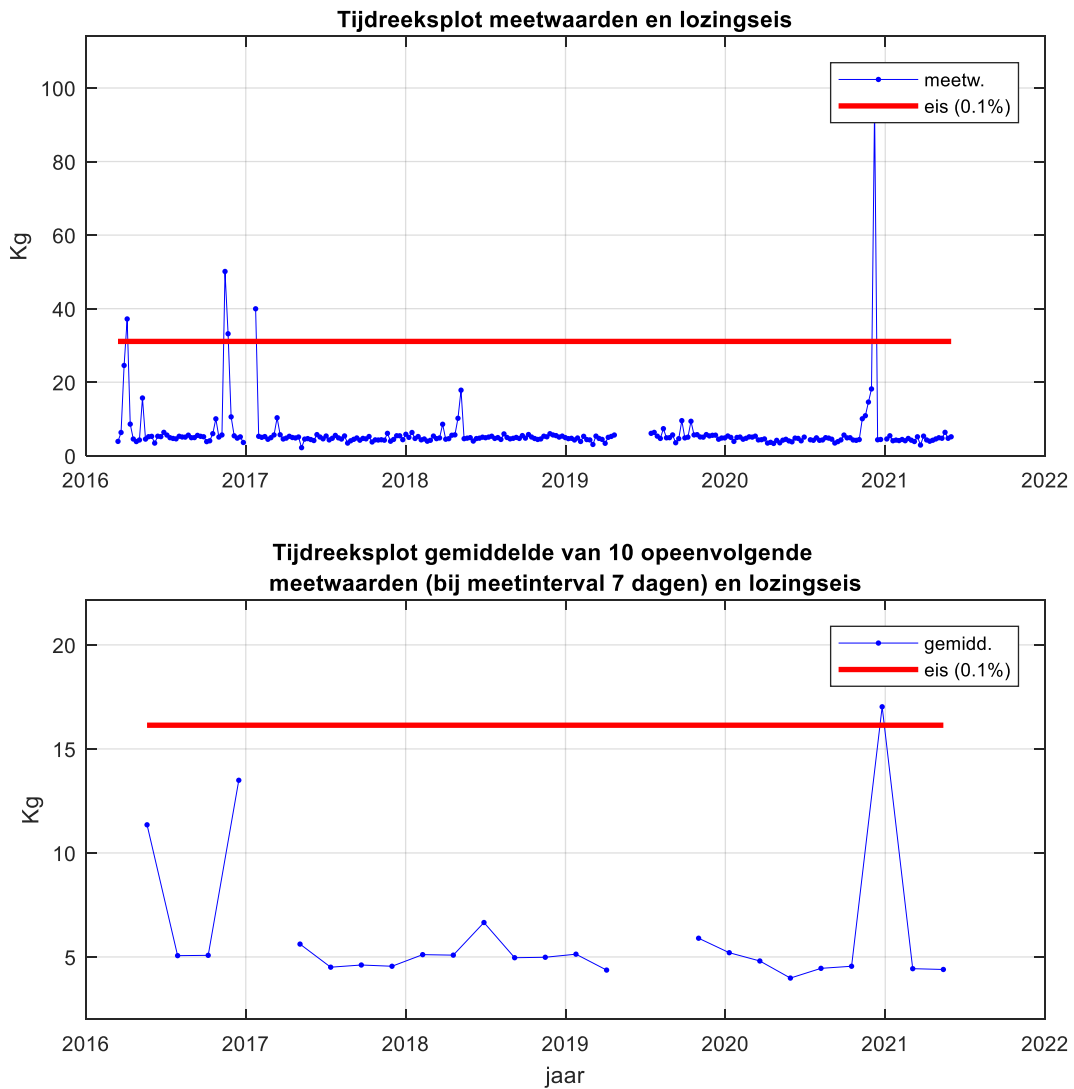 Tijdreeksplot meetwaarden en lozingseis
100
80
60
40
20
0
Kg
meetw.
eis (0.1%)
2016 2017 2018 2019 2020 2021 2022
Tijdreeksplot gemiddelde van 10 opeenvolgende
meetwaarden (bij meetinterval 7 dagen) en lozingseis
20
15
10
5
Kg
gemidd.
eis (0.1%)
2016 2017 2018 2019 2020 2021 2022
jaar